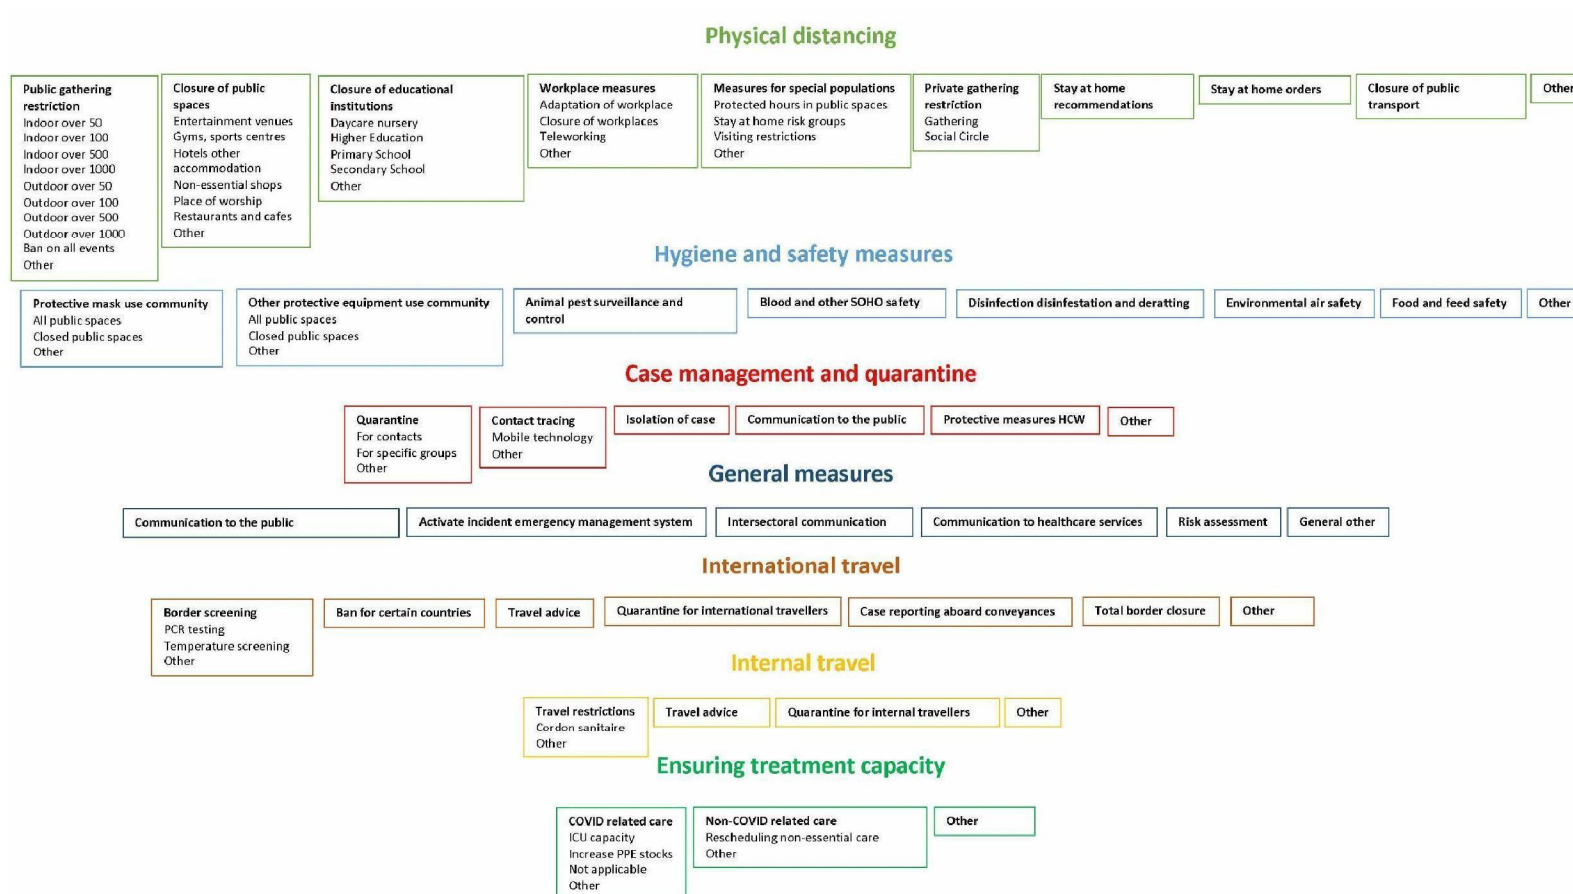 Physical distancing
Public gathering
restriction
Indoor over 50
Indoor over 100
Indoor over 500
Indoor over 1000
Outdoor over 50
Outdoor over 100
Outdoor over 500
Outdoor over 1000
Ban on all events
Other
Closure of public
spaces
Entertainment venues
Gyms, sports centres
Hotels other
accommodation
Non-essential shops
Place of worship
Restaurants and cafes
Other
Closure of educational
institutions
Daycare nursery
Higher Education
Primary School
Secondary School
Other
Workplace measures
Adaptation of workplace
Closure of workplaces
Teleworking
Other
Measures for special populations
Protected hours in public spaces
Stay at home risk groups
Visiting restrictions
Other
Private gathering
restriction
Gathering
Social Circle
Stay at home
recommendations
Stay at home orders
Closure of public
transport
Other
Hygiene and safety measures
Protective mask use community
All public spaces
Closed public spaces
Other
Other protective equipment use community
All public spaces
Closed public spaces
Other
Animal pest surveillance and
control
Blood and other SOHO safety
Disinfection disinfestation and deratting
Environmental air safety
Food and feed safety
Other
Case management and quarantine
Quarantine
For contacts
For specific groups
Other
Contact tracing
Mobile technology
Other
Isolation of case
Communication to the public
Protective measures HCW
Other
General measures
Communication to the public
Activate incident emergency management system
Intersectoral communication
Communication to healthcare services
Risk assessment
General other
International travel
Border screening
PCR testing
Temperature screening
Other
Ban for certain countries
Travel advice
Quarantine for international travellers
Case reporting aboard conveyances
Total border closure
Other
Internal travel
Travel restrictions
Cordon sanitaire
Other
Travel advice
Quarantine for internal travellers
Other
Ensuring treatment capacity
COVID related care
ICU capacity
Increase PPE stocks
Not applicable
Other
Non-COVID related care
Rescheduling non-essential care
Other
Other